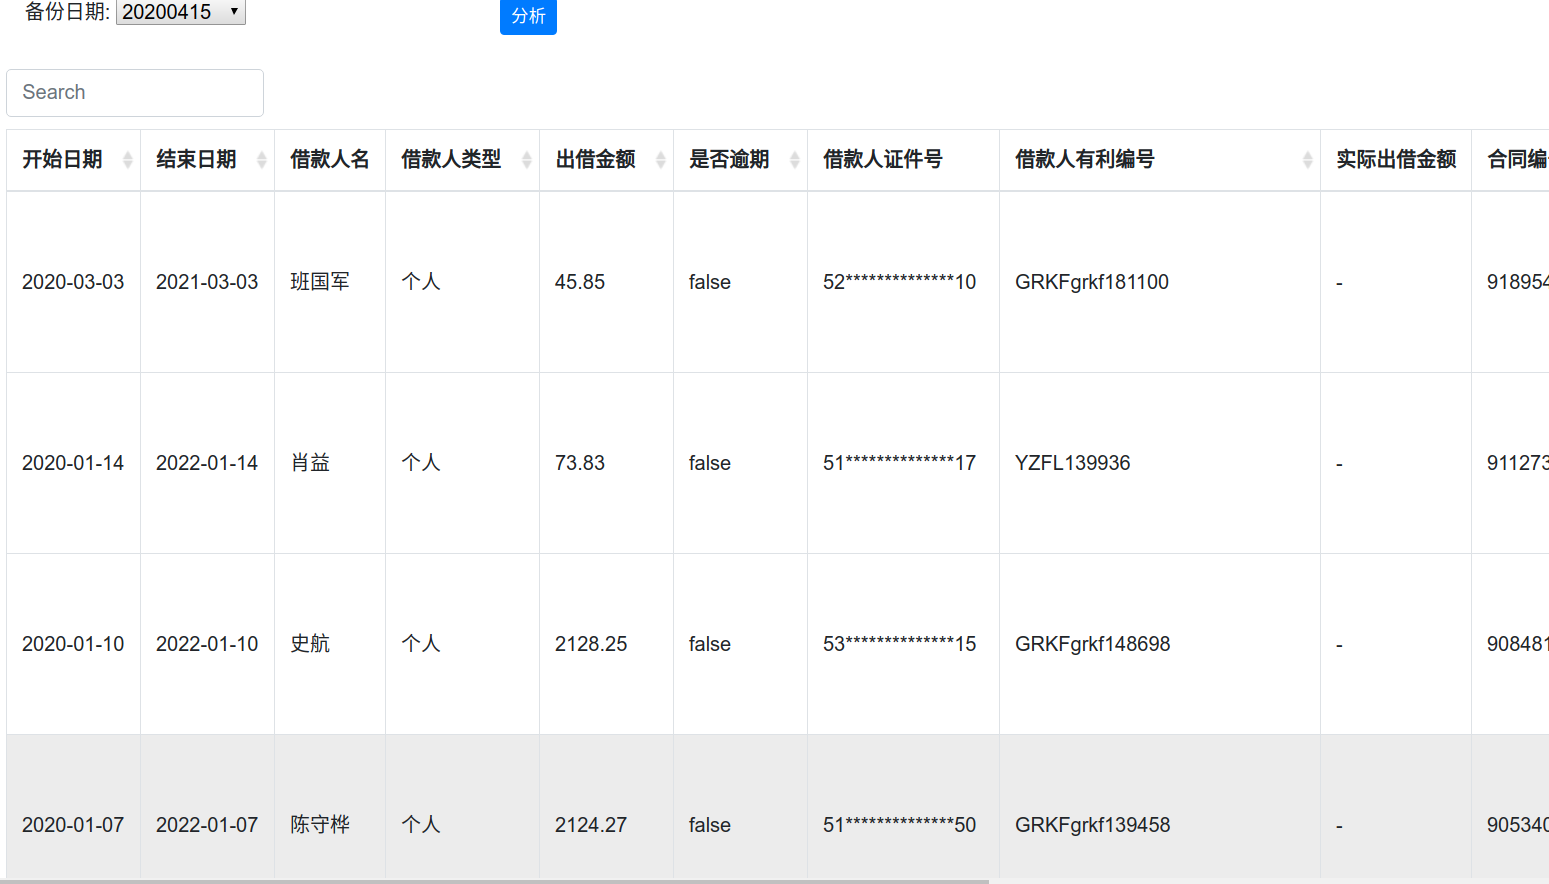 备份日期: 20200415 分析
Search
开始日期 结束日期 借款人名 借款人类型 出借金额 是否逾期 借款人证件号 借款人有利编号 实际出借金额 合同编
2020-03-03 2021-03-03 班国军 个人 45.85 false 52**************10 GRKFgrkf181100 - 918954
2020-01-14 2022-01-14 肖益 个人 73.83 false 51**************17 YZFL139936 - 911273
2020-01-10 2022-01-10 史航 个人 2128.25 false 53**************15 GRKFgrkf148698 - 908481
2020-01-07 2022-01-07 陈守桦 个人 2124.27 false 51**************50 GRKFgrkf139458 - 905340